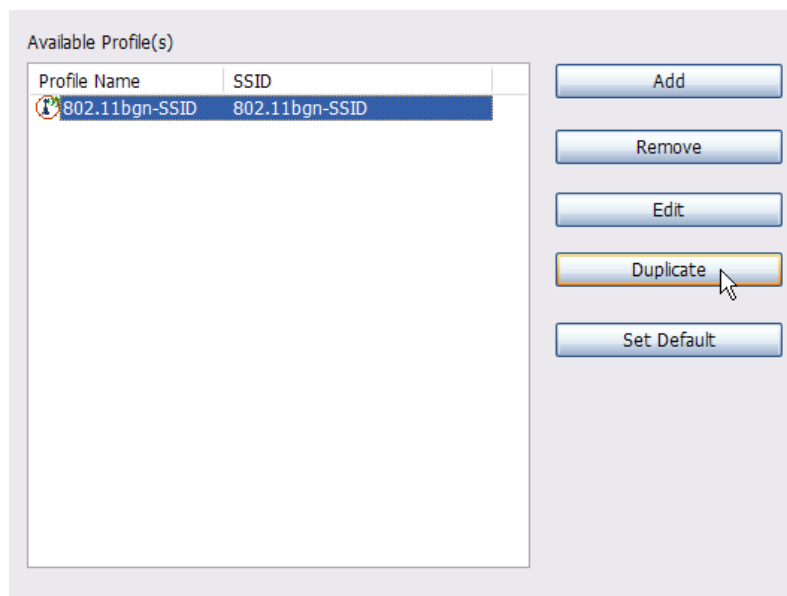 Available Profile(s)
Profile Name SSID
802.11bgn-SSID 802.11bgn-SSID
Add
Remove
Edit
Duplicate
Set Default